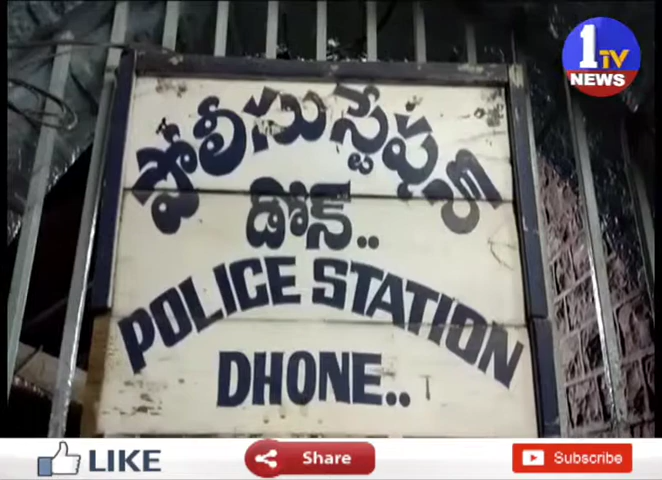 1TV
NEWS
పోలీసు స్టేషన్
డోన్..
POLICE STATION
DHONE..
LIKE
Share
Subscribe